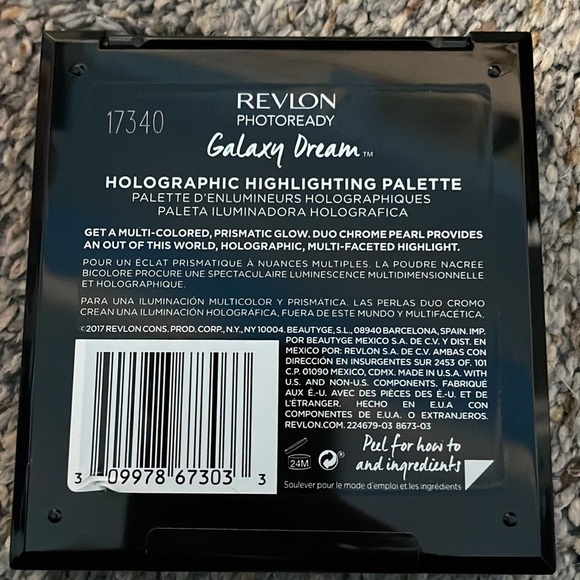 17340
REVLON
PHOTOREADY
Galaxy Dream™
HOLOGRAPHIC HIGHLIGHTING PALETTE
PALETTE D'ENLUMINEURS HOLOGRAPHIQUES
PALETA ILUMINADORA HOLOGRAFICA
GET A MULTI-COLORED, PRISMATIC GLOW. DUO CHROME PEARL PROVIDES
AN OUT OF THIS WORLD, HOLOGRAPHIC, MULTI-FACETED HIGHLIGHT.
POUR UN ÉCLAT PRISMATIQUE À NUANCES MULTIPLES. LA POUDRE NACRÉE
BICOLORE PROCURE UNE SPECTACULAIRE LUMINESCENCE MULTIDIMENSIONNELLE
ET HOLOGRAPHIQUE.
PARA UNA ILUMINACIÓN MULTICOLOR Y PRISMATICA. LAS PERLAS DUO CROMO
CREAN UNA ILUMINACIÓN HOLOGRÁFICA, FUERA DE ESTE MUNDO Y MULTIFACÉTICA.
©2017 REVLON CONS. PROD. CORP., N.Y., NY 10004. BEAUTYGE, S.L., 08940 BARCELONA, SPAIN. IMP.
POR BEAUTYGE MEXICO S.A. DE C.V. Y DIST. EN
MÉXICO POR: REVLON S.A. DE C.V. AMBAS CON
DIRECCIÓN EN INSURGENTES SUR 2453 OF. 101
C.P. 01090 MEXICO, CDMX. MADE IN U.S.A. WITH
U.S. AND NON-U.S. COMPONENTS. FABRIQUÉ
AUX É.-U. AVEC DES PIÈCES DES É.-U. ET DE
L'ÉTRANGER. HECHO EN E.U.A CON
COMPONENTES DE E.U.A. O EXTRANJEROS.
REVLON.COM. 224679-03 8673-03
3 09978 67303 3
24M
Peel for how to
and ingredients
Soulever pour le mode d'emploi et les ingrédients